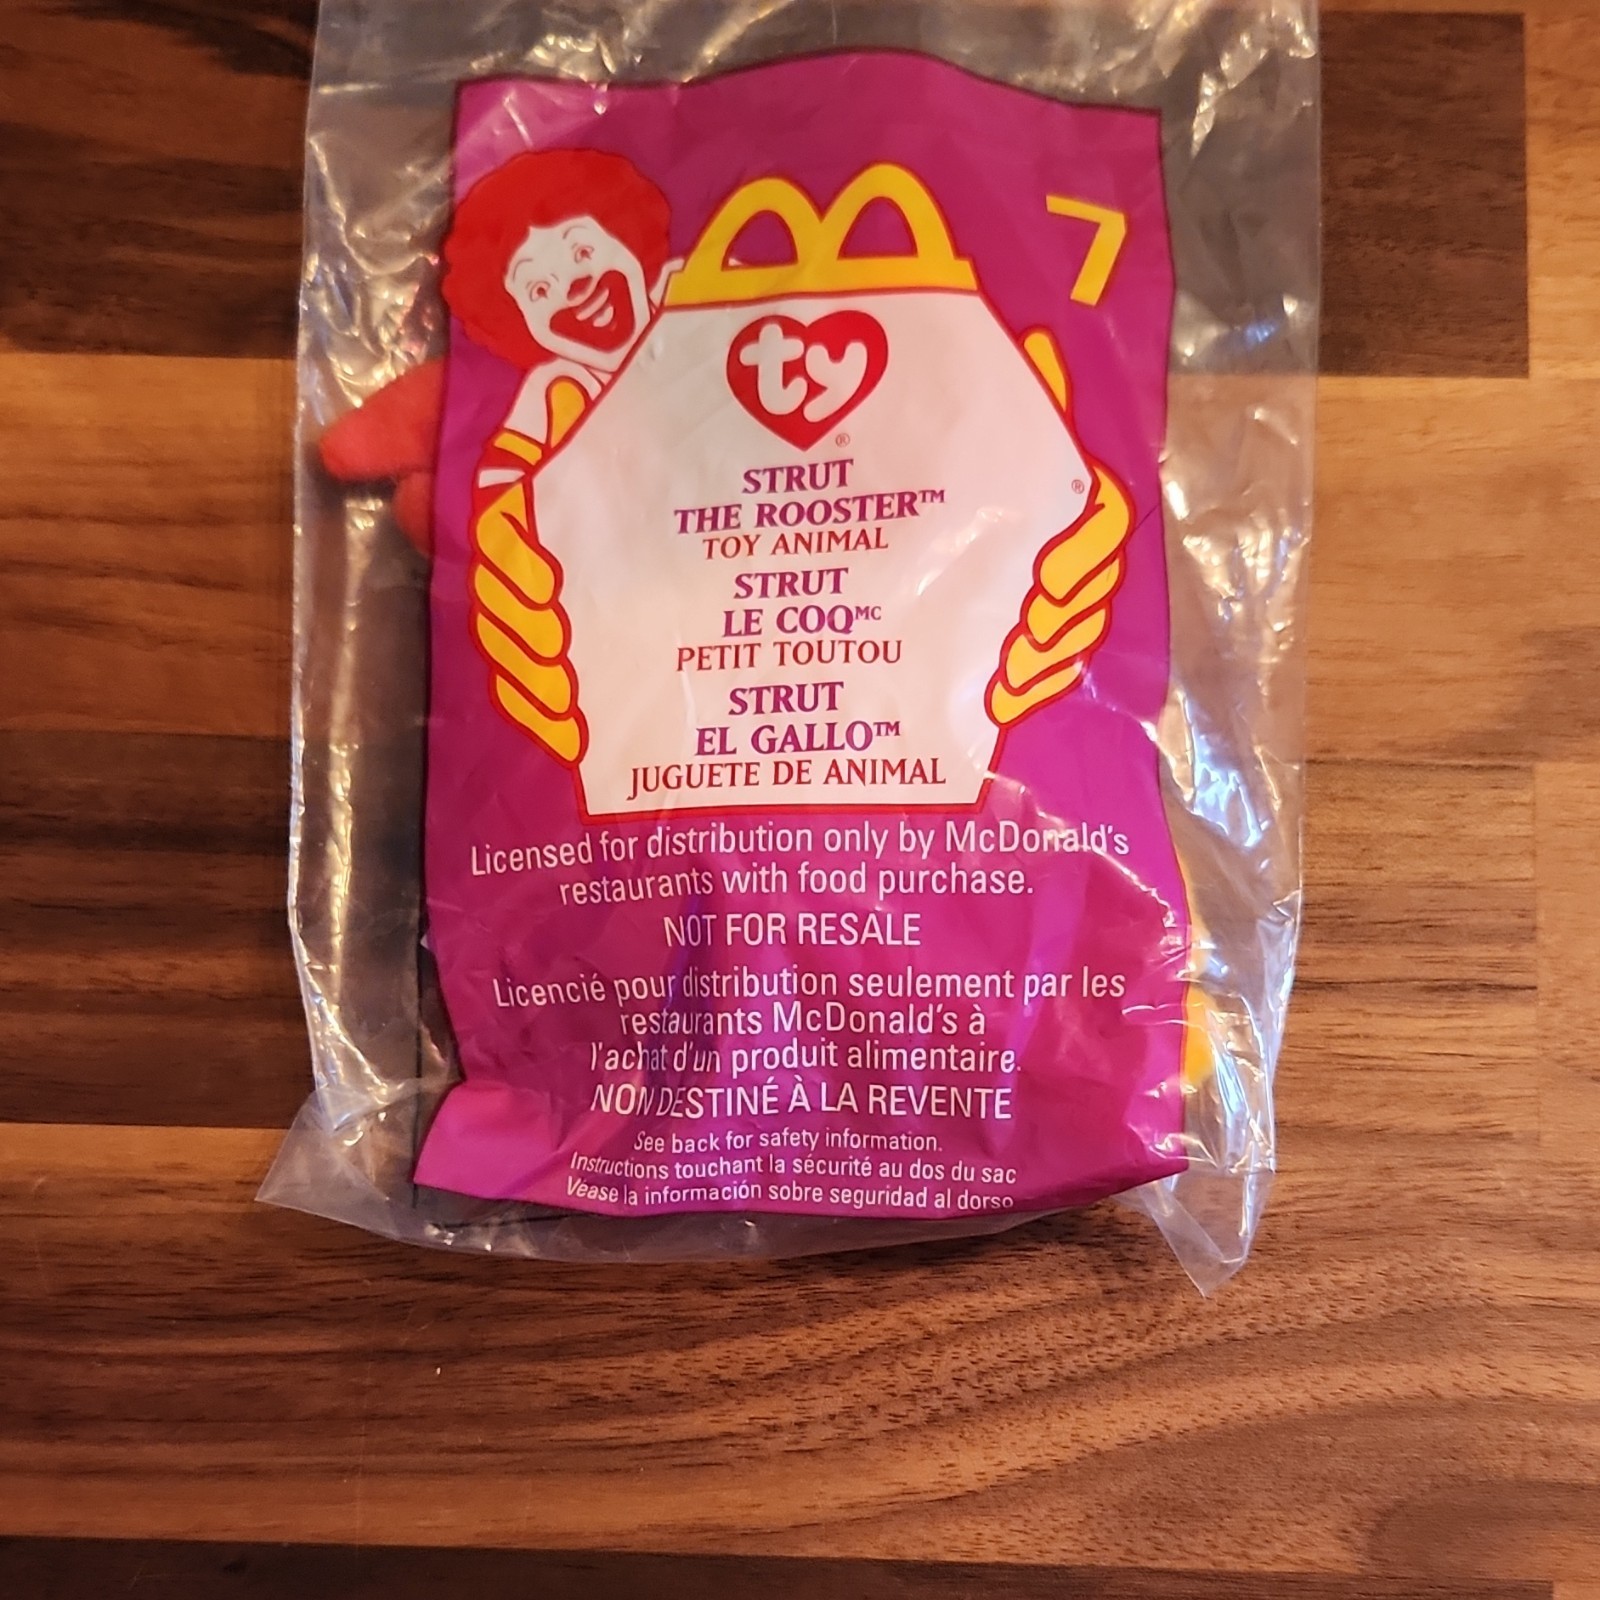 7
ty®
STRUT
THE ROOSTER™
TOY ANIMAL
®
STRUT
LE COQMC
PETIT TOUTOU
STRUT
EL GALLO™
JUGUETE DE ANIMAL
Licensed for distribution only by McDonald's
restaurants with food purchase.
NOT FOR RESALE
Licencié pour distribution seulement par les
restaurants McDonald's à
l'achat d'un produit alimentaire.
NON DESTINÉ À LA REVENTE
See back for safety information.
Instructions touchant la sécurité au dos du sac
Véase la información sobre seguridad al dorso